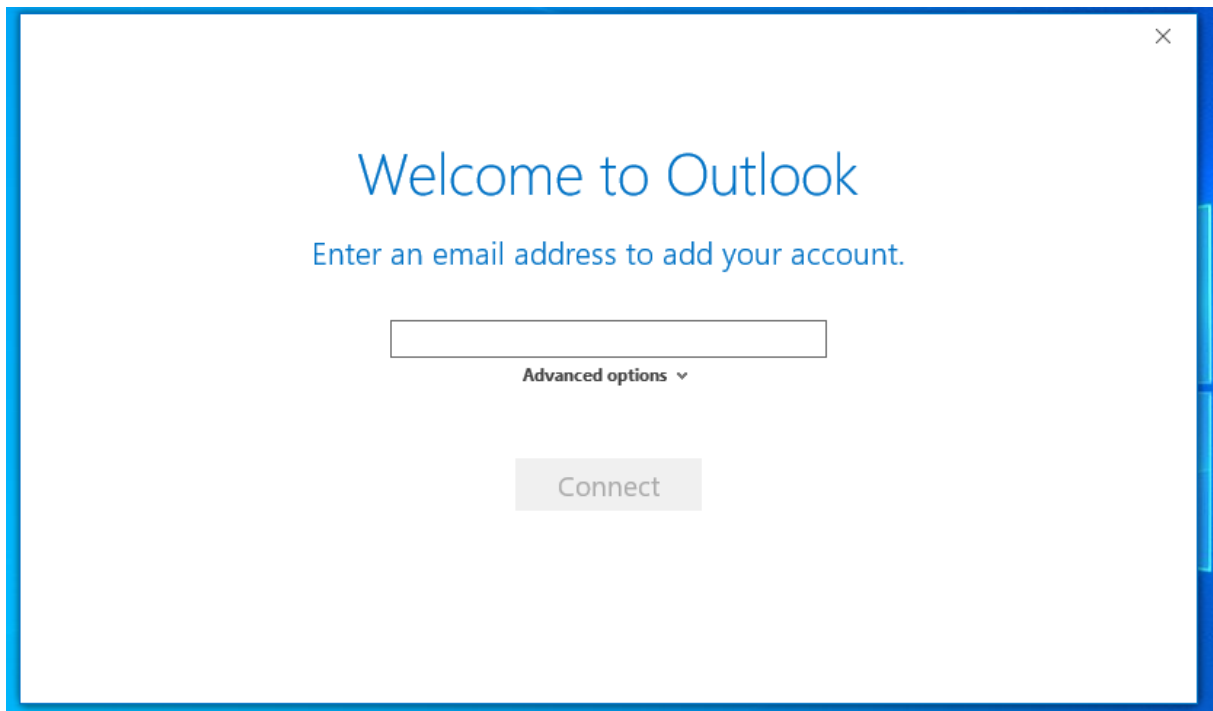 Welcome to Outlook
Enter an email address to add your account.
Advanced options
Connect